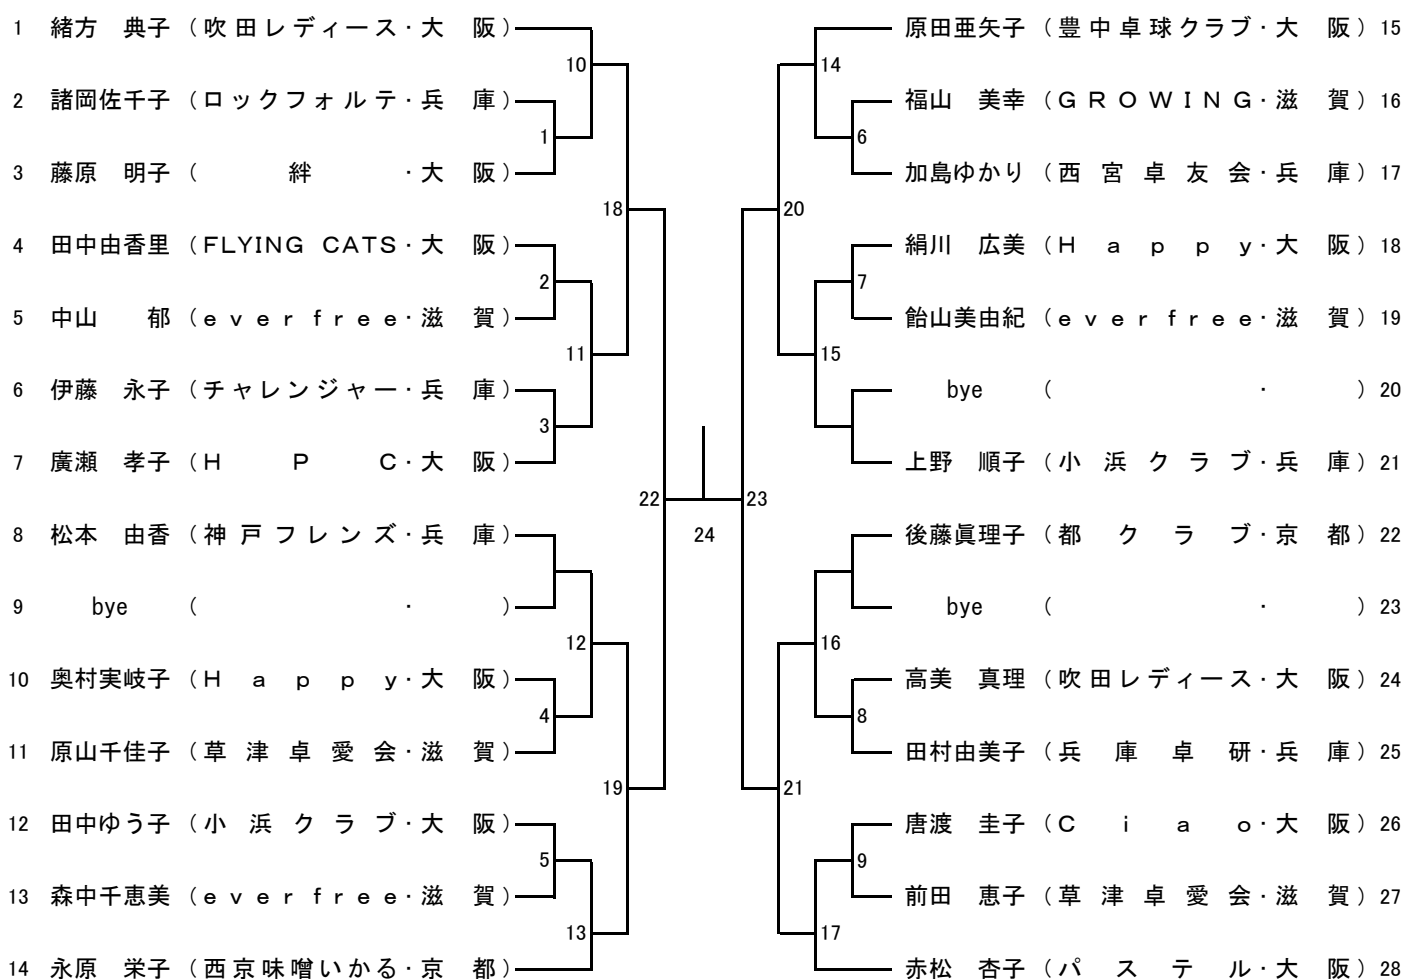 1 緒方 典子 (吹田レディース・大 阪)
10
2 諸岡佐千子 (ロックフォルテ・兵 庫)
1
3 藤原 明子 ( 絆 ・大 阪)
18
4 田中由香里 (FLYING CATS・大 阪)
2
5 中山 郁 (everfree・滋 賀)
11
6 伊藤 永子 (チャレンジャー・兵 庫)
3
7 廣瀬 孝子 (H P C・大 阪)
22
8 松本 由香 (神戸フレンズ・兵 庫)
9 bye ( ・ )
12
10 奥村実岐子 (H a p p y・大 阪)
4
11 原山千佳子 (草津卓愛会・滋 賀)
19
12 田中ゆう子 (小浜クラブ・大 阪)
5
13 森中千恵美 (everfree・滋 賀)
13
14 永原 栄子 (西京味噌いかる・京 都)
24
原田亜矢子 (豊中卓球クラブ・大 阪) 15
14
福山 美幸 (GROWING・滋 賀) 16
6
加島ゆかり (西宮卓友会・兵 庫) 17
20
絹川 広美 (H a p p y・大 阪) 18
7
飴山美由紀 (everfree・滋 賀) 19
15
bye ( ・ ) 20
上野 順子 (小浜クラブ・兵 庫) 21
23
後藤眞理子 (都クラブ・京 都) 22
bye ( ・ ) 23
16
高美 真理 (吹田レディース・大 阪) 24
8
田村由美子 (兵庫卓研・兵 庫) 25
21
唐渡 圭子 (C i a o・大 阪) 26
9
前田 恵子 (草津卓愛会・滋 賀) 27
17
赤松 杏子 (パステル・大 阪) 28